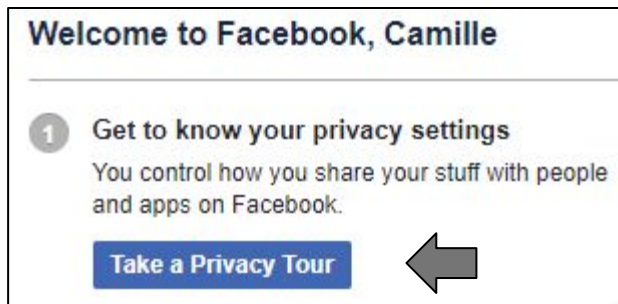 Welcome to Facebook, Camille
1
Get to know your privacy settings
You control how you share your stuff with people
and apps on Facebook.
Take a Privacy Tour